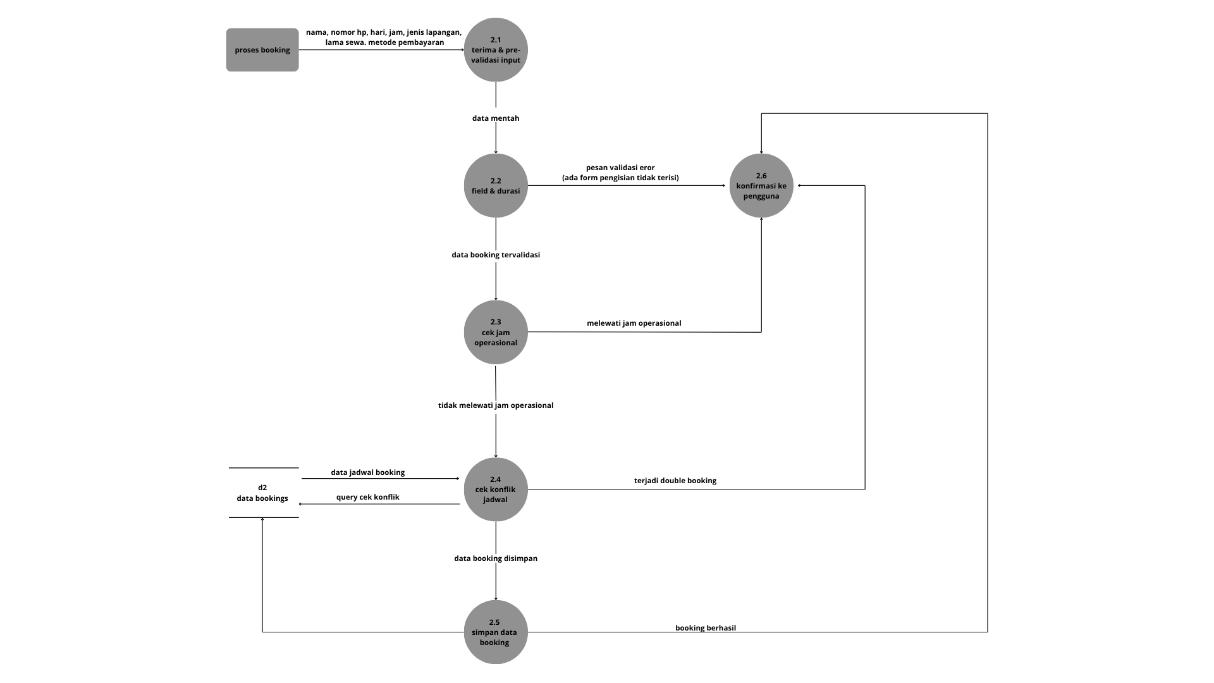 proses booking
nama, nomor hp, hari, jam, jenis lapangan,
lama sewa. metode pembayaran
2.1
terima & pre-
validasi input
data mentah
2.2
field & durasi
pesan validasi eror
(ada form pengisian tidak terisi)
2.6
konfirmasi ke
pengguna
data booking tervalidasi
2.3
cek jam
operasional
melewati jam operasional
tidak melewati jam operasional
d2
data bookings
data jadwal booking
query cek konflik
2.4
cek konflik
jadwal
terjadi double booking
data booking disimpan
2.5
simpan data
booking
booking berhasil